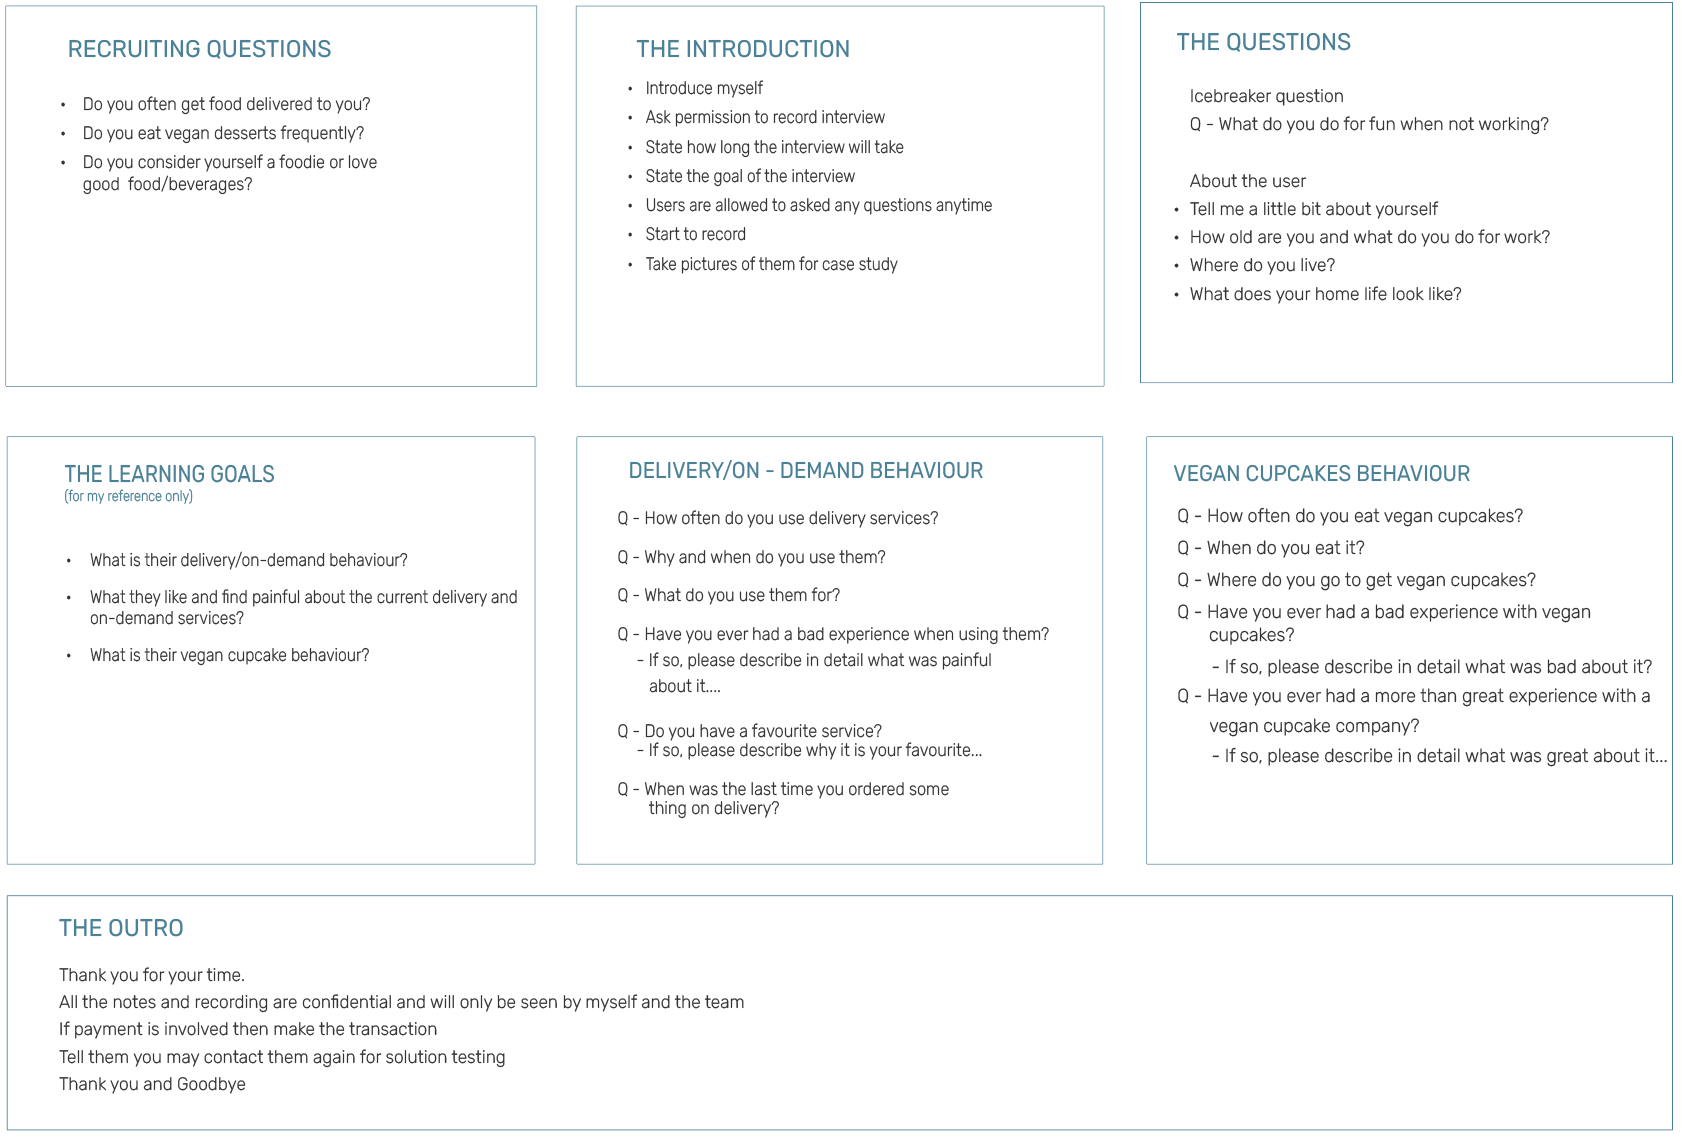 RECRUITING QUESTIONS
• Do you often get food delivered to you?
• Do you eat vegan desserts frequently?
• Do you consider yourself a foodie or love
good food/beverages?
THE INTRODUCTION
• Introduce myself
• Ask permission to record interview
• State how long the interview will take
• State the goal of the interview
• Users are allowed to asked any questions anytime
• Start to record
• Take pictures of them for case study
THE QUESTIONS
Icebreaker question
Q - What do you do for fun when not working?
About the user
• Tell me a little bit about yourself
• How old are you and what do you do for work?
• Where do you live?
• What does your home life look like?
THE LEARNING GOALS
(for my reference only)
• What is their delivery/on-demand behaviour?
• What they like and find painful about the current delivery and
on-demand services?
• What is their vegan cupcake behaviour?
DELIVERY/ON - DEMAND BEHAVIOUR
Q - How often do you use delivery services?
Q - Why and when do you use them?
Q - What do you use them for?
Q - Have you ever had a bad experience when using them?
- If so, please describe in detail what was painful
about it....
Q - Do you have a favourite service?
- If so, please describe why it is your favourite...
Q - When was the last time you ordered some
thing on delivery?
VEGAN CUPCAKES BEHAVIOUR
Q - How often do you eat vegan cupcakes?
Q - When do you eat it?
Q - Where do you go to get vegan cupcakes?
Q - Have you ever had a bad experience with vegan
cupcakes?
- If so, please describe in detail what was bad about it?
Q - Have you ever had a more than great experience with a
vegan cupcake company?
- If so, please describe in detail what was great about it...
THE OUTRO
Thank you for your time.
All the notes and recording are confidential and will only be seen by myself and the team
If payment is involved then make the transaction
Tell them you may contact them again for solution testing
Thank you and Goodbye